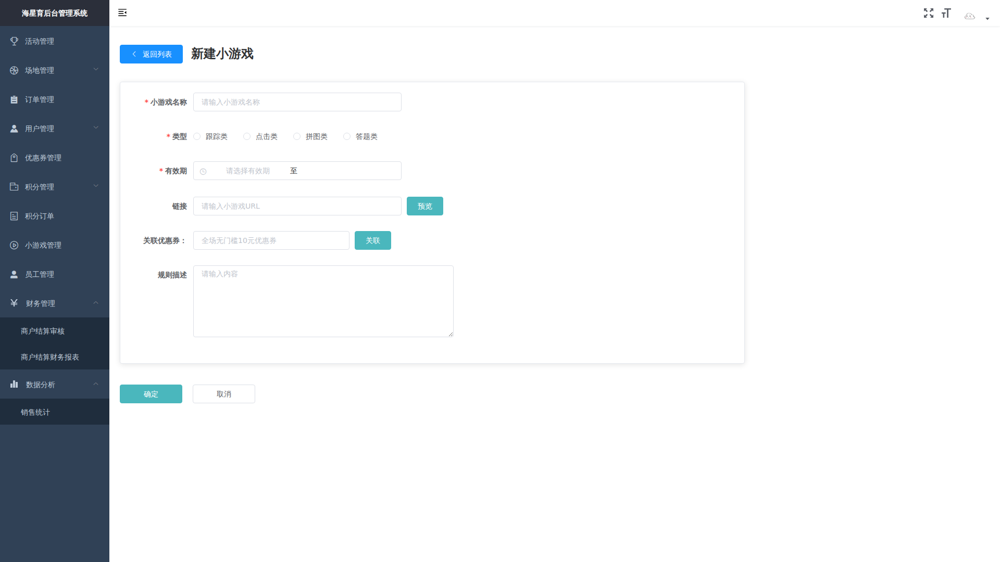 海星育后台管理系统
活动管理
场地管理
订单管理
用户管理
优惠券管理
积分管理
积分订单
小游戏管理
员工管理
财务管理
商户结算审核
商户结算财务报表
数据分析
销售统计
返回列表
新建小游戏
* 小游戏名称
请输入小游戏名称
* 类型
跟踪类
点击类
拼图类
答题类
* 有效期
请选择有效期
至
链接
请输入小游戏URL
预览
关联优惠券：
全场无门槛10元优惠券
关联
规则描述
请输入内容
确定
取消